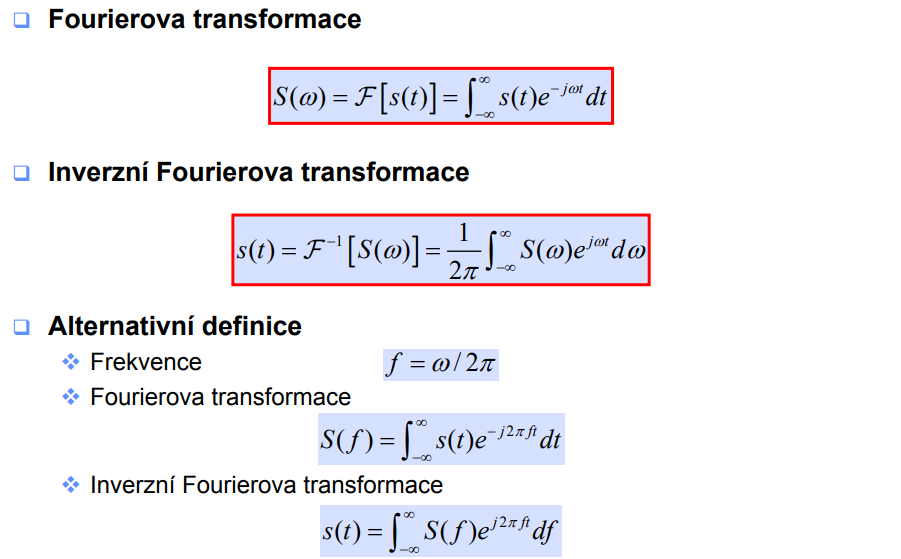 Fourierova transformace
S(ω) = ℱ[s(t)] = ∫_{-∞}^{∞} s(t)e^{-jωt} dt
Inverzní Fourierova transformace
s(t) = ℱ^{-1}[S(ω)] = \frac{1}{2π} ∫_{-∞}^{∞} S(ω)e^{jωt} dω
Alternativní definice
Frekvence f = ω / 2π
Fourierova transformace
S(f) = ∫_{-∞}^{∞} s(t)e^{-j2πft} dt
Inverzní Fourierova transformace
s(t) = ∫_{-∞}^{∞} S(f)e^{j2πft} df